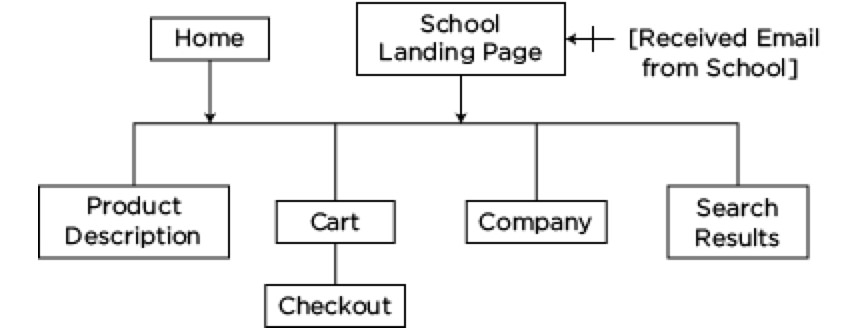 Home
School
Landing Page
[Received Email
from School]
Product
Description
Cart
Company
Search
Results
Checkout